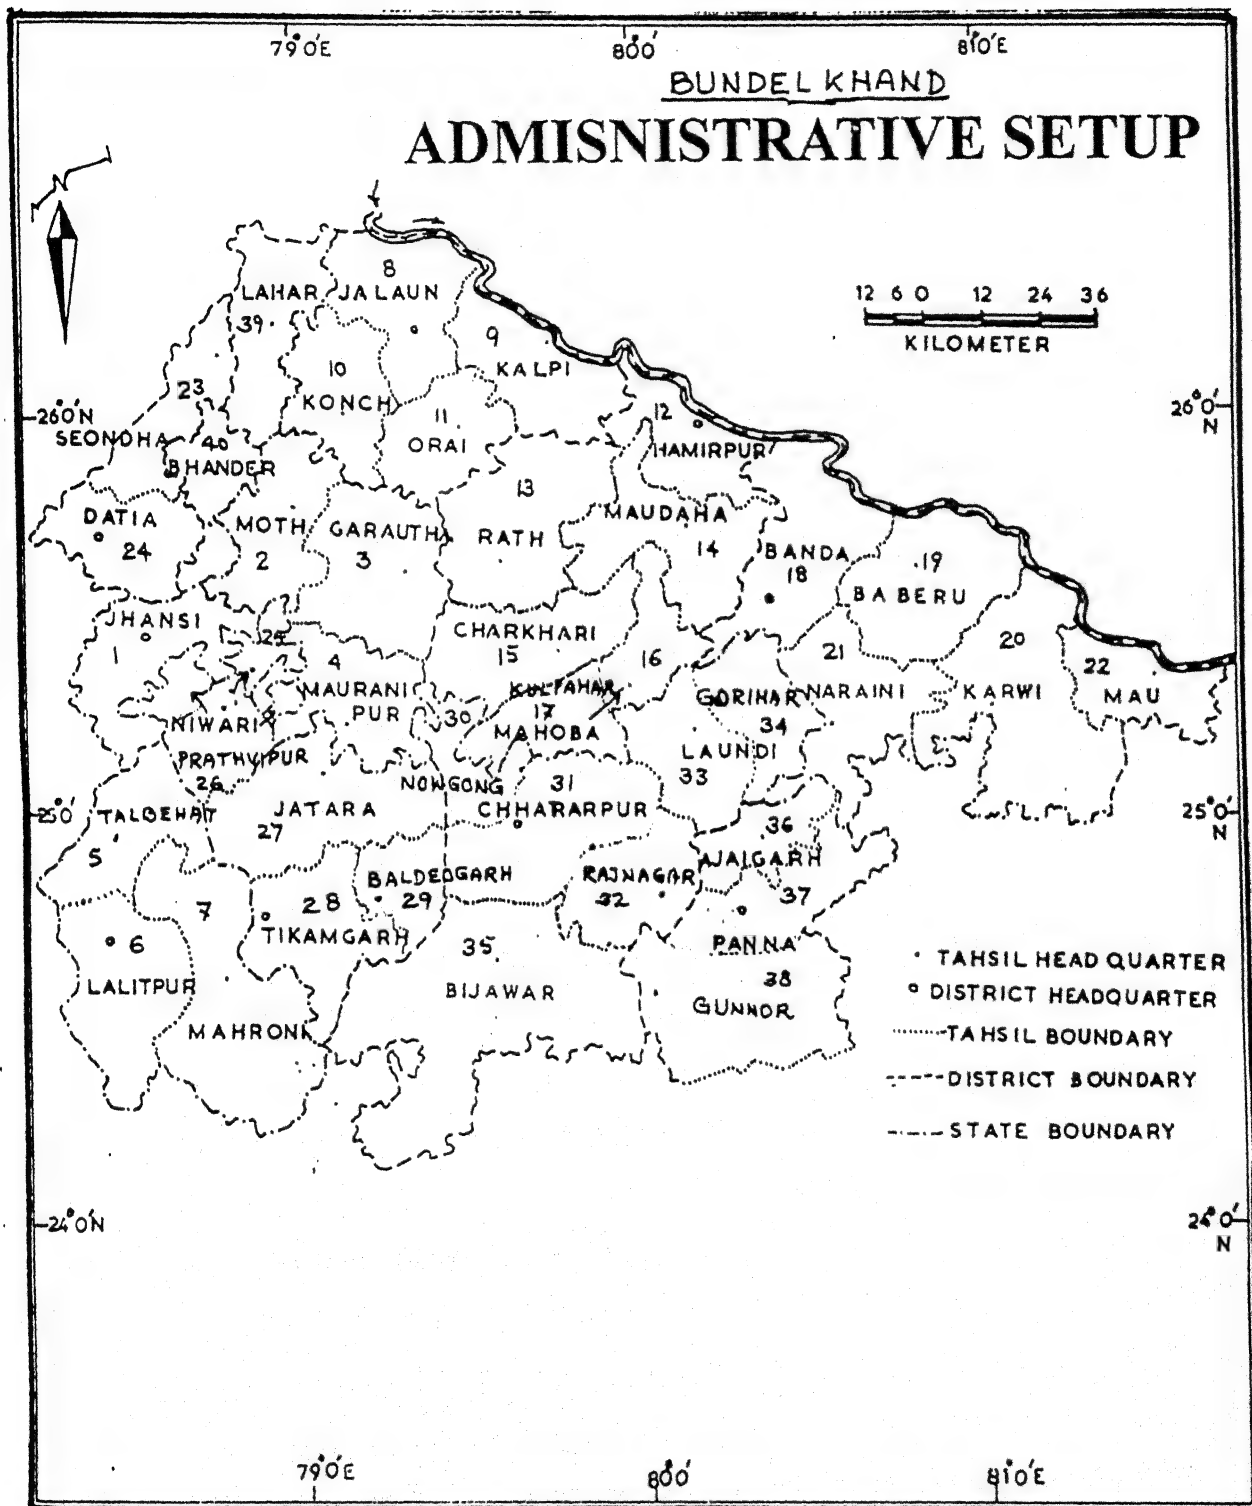 79°0'E 80°0' 81°0'E
BUNDELKHAND
ADMISNISTRATIVE SETUP
N
8
LAHAR JALAUN
39
12 6 0 12 24 36
KILOMETER
9
KALPI
10
KONCH
23
26°0'N
26°0'
N
11
ORAI
12
HAMIRPUR
SEONDHA
40
BHANDER
13
RATH
DATIA
24
MOTH
2
GARAUTHA
3
MAUDAHA
14
BANDA
18
19
BABERU
JHANSI
1
25
4
MAURANI
PUR
CHARKHARI
15
16
21
NARAINI
20
KARWI
22
MAU
NIWARI
30
KULPAHAR
17
MAHOBA
GORIHAR
34
PRATHVIPUR
26
NOWGONG
LAUNDI
33
25°0'
25°0'
N
TALBEHAT
5
JATARA
27
31
CHHATARPUR
36
AJAIGARH
BALDEOGARH
29
RAJNAGAR
32
37
7
28
TIKAMGARH
6
LALITPUR
35
BIJAWAR
PANNA
38
GUNNOR
MAHRONI
TAHSIL HEAD QUARTER
DISTRICT HEADQUARTER
TAHSIL BOUNDARY
DISTRICT BOUNDARY
STATE BOUNDARY
24°0'N
24°0'
N
79°0'E 80°0' 81°0'E